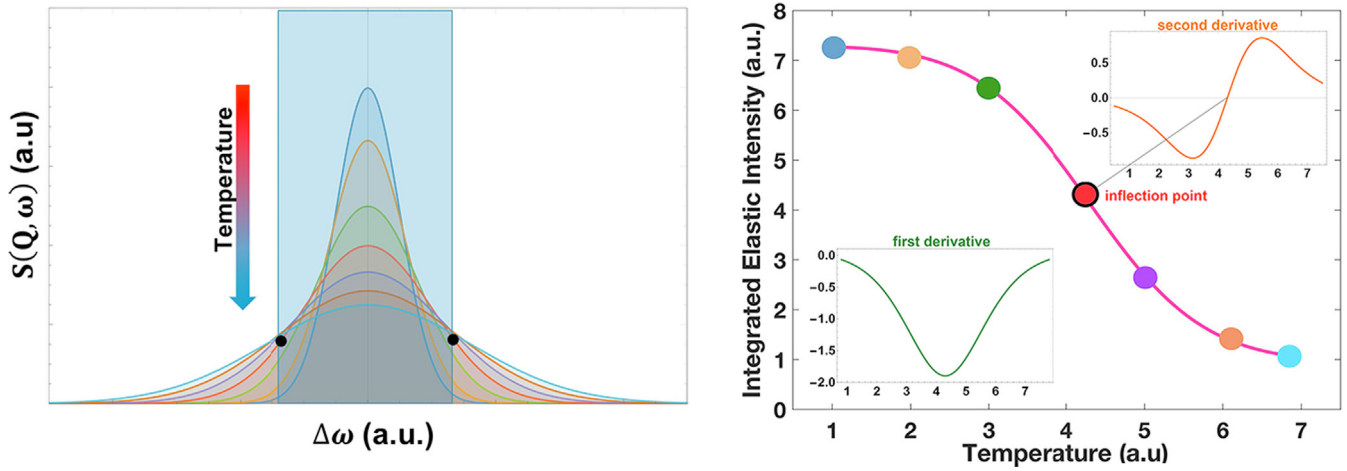 S(Q, ω) (a.u)
Temperature
Δω (a.u.)
Integrated Elastic Intensity (a.u.)
8
7
6
5
4
3
2
1
0
second derivative
0.5
0.0
−0.5
1 2 3 4 5 6 7
inflection point
first derivative
0.0
−0.5
−1.0
−1.5
−2.0
1 2 3 4 5 6 7
1 2 3 4 5 6 7
Temperature (a.u)